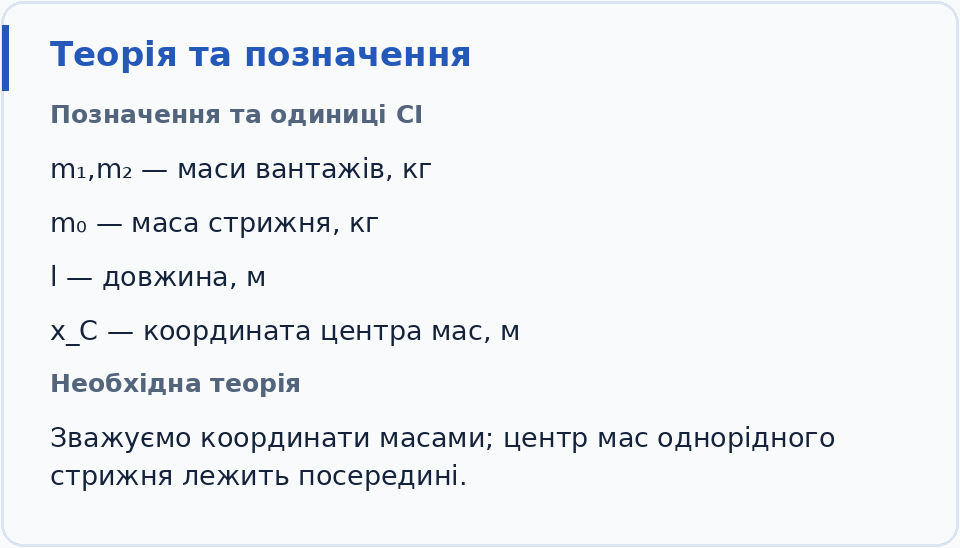 Теорія та позначення
Позначення та одиниці СІ
m₁,m₂ — маси вантажів, кг
m₀ — маса стрижня, кг
l — довжина, м
x_C — координата центра мас, м
Необхідна теорія
Зважуємо координати масами; центр мас однорідного
стрижня лежить посередині.